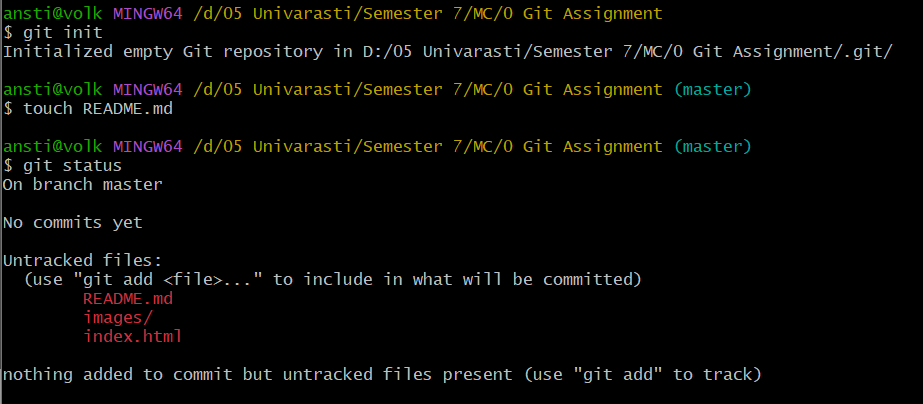 ansti@volk MINGW64 /d/05 Univarasti/Semester 7/MC/0 Git Assignment
$ git init
Initialized empty Git repository in D:/05 Univarasti/Semester 7/MC/0 Git Assignment/.git/
ansti@volk MINGW64 /d/05 Univarasti/Semester 7/MC/0 Git Assignment (master)
$ touch README.md
ansti@volk MINGW64 /d/05 Univarasti/Semester 7/MC/0 Git Assignment (master)
$ git status
On branch master
No commits yet
Untracked files:
  (use "git add <file>..." to include in what will be committed)
        README.md
        images/
        index.html
nothing added to commit but untracked files present (use "git add" to track)